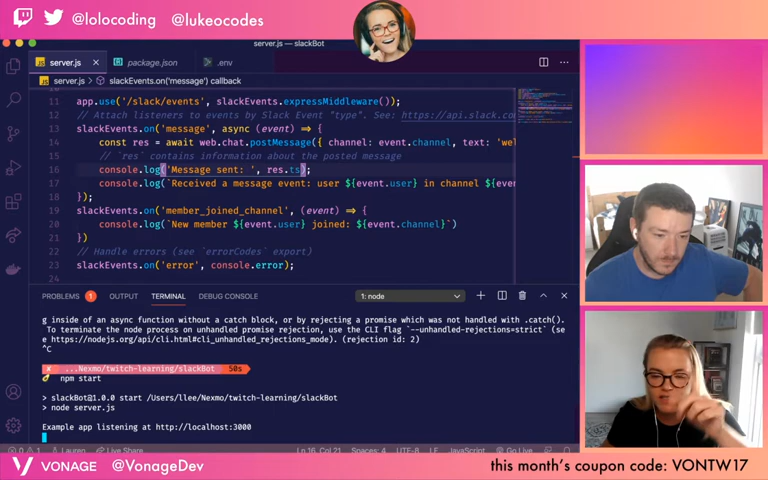 @lolocoding @lukeocodes
server.js — slackBot
server.js × package.json .env
server.js > slackEvents.on('message') callback
11 app.use('/slack/events', slackEvents.expressMiddleware());
12 // Attach listeners to events by Slack Event "type". See: https://api.slack.co
13 slackEvents.on('message', async (event) => {
14 const res = await web.chat.postMessage({ channel: event.channel, text: 'wel
15 // `res` contains information about the posted message
16 console.log('Message sent: ', res.ts);
17 console.log(`Received a message event: user ${event.user} in channel ${eve
18 });
19 slackEvents.on('member_joined_channel', (event) => {
20 console.log(`New member ${event.user} joined: ${event.channel}`)
21 })
22 // Handle errors (see `errorCodes` export)
23 slackEvents.on('error', console.error);
24
PROBLEMS 1 OUTPUT TERMINAL DEBUG CONSOLE 1: node
g inside of an async function without a catch block, or by rejecting a promise which was not handled with .catch().
To terminate the node process on unhandled promise rejection, use the CLI flag `--unhandled-rejections=strict` (se
e https://nodejs.org/api/cli.html#cli_unhandled_rejections_mode). (rejection id: 2)
^C
✘ ...Nexmo/twitch-learning/slackBot 50s
npm start
> slackBot@1.0.0 start /Users/llee/Nexmo/twitch-learning/slackBot
> node server.js
Example app listening at http://localhost:3000
0 1 Lauren Live Share Ln 16, Col 21 Spaces: 4 UTF-8 LF JavaScript Go Live
VONAGE @VonageDev this month's coupon code: VONTW17